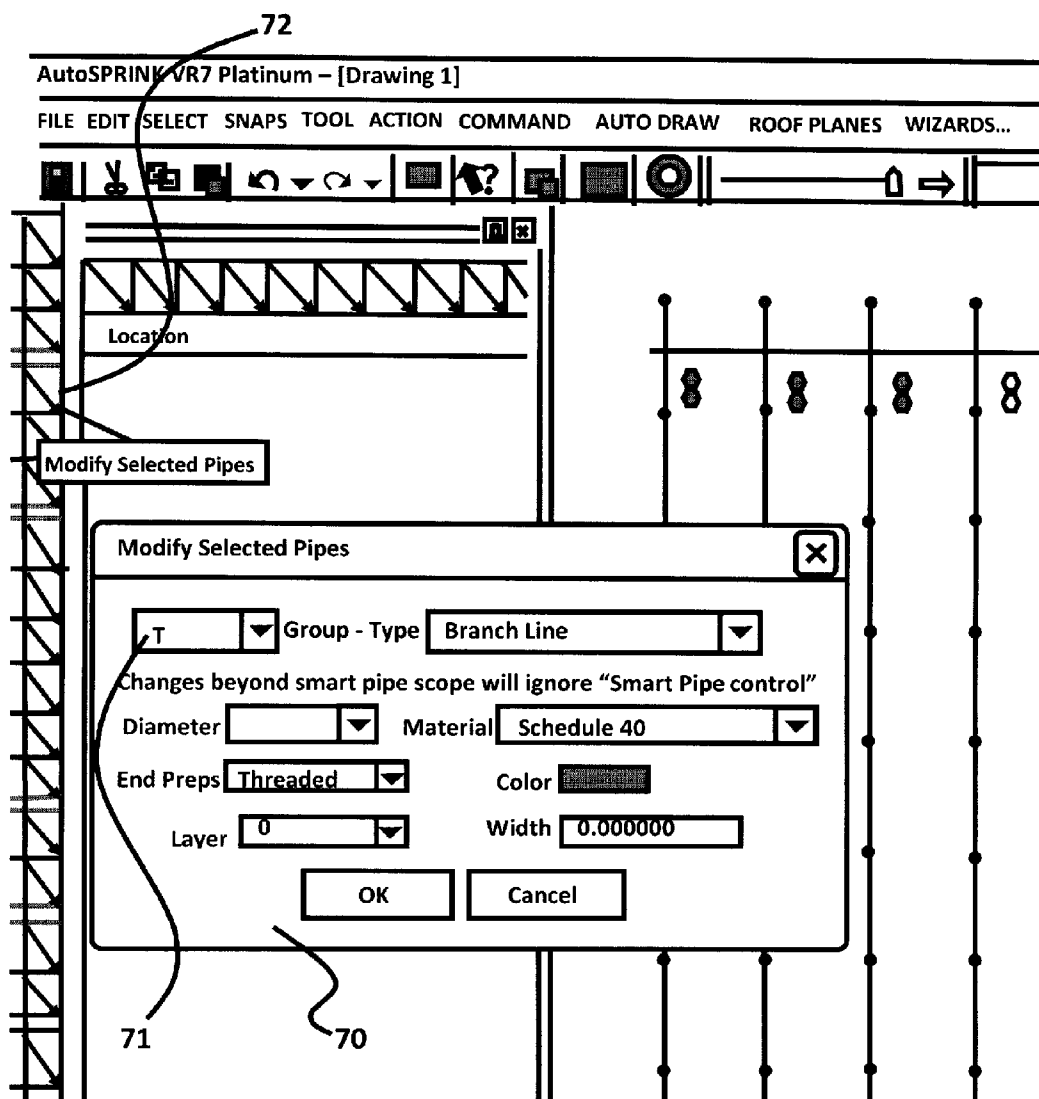 72
AutoSPRINK VR7 Platinum – [Drawing 1]
FILE EDIT SELECT SNAPS TOOL ACTION COMMAND AUTO DRAW ROOF PLANES WIZARDS...
?
Location
Modify Selected Pipes
Modify Selected Pipes
T Group - Type Branch Line
Changes beyond smart pipe scope will ignore “Smart Pipe control”
Diameter Material Schedule 40
End Preps Threaded Color
Layer 0 Width 0.000000
OK Cancel
71 70